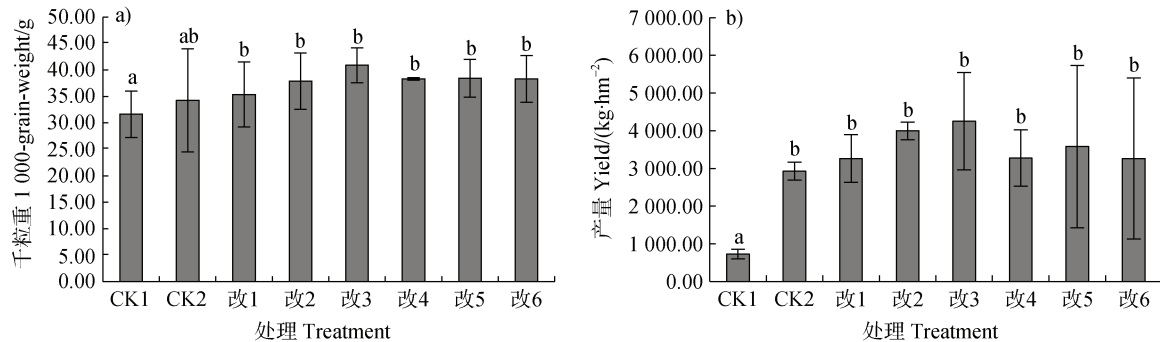 a)
千粒重 1 000-grain-weight/g
50.00
45.00
40.00
35.00
30.00
25.00
20.00
15.00
10.00
5.00
0.00
a
ab
b
b
b
b
b
b
CK1 CK2 改1 改2 改3 改4 改5 改6
处理 Treatment
b)
产量 Yield/(kg·hm⁻²)
7 000.00
6 000.00
5 000.00
4 000.00
3 000.00
2 000.00
1 000.00
0.00
a
b
b
b
b
b
b
b
CK1 CK2 改1 改2 改3 改4 改5 改6
处理 Treatment